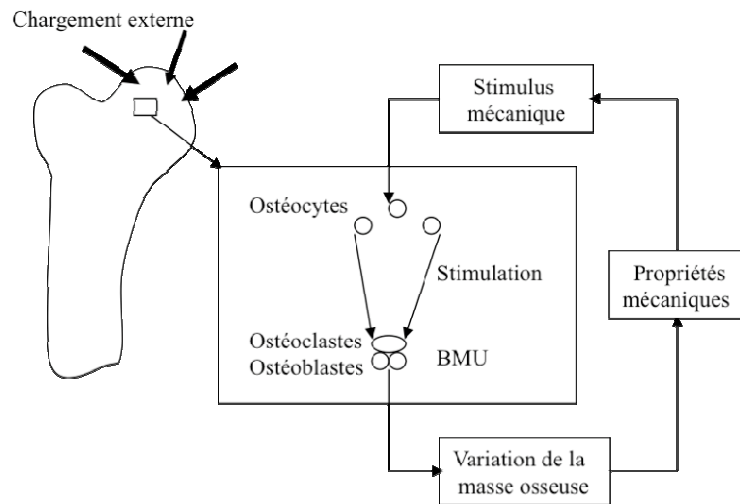 Chargement externe
Stimulus
mécanique
Ostéocytes
Stimulation
Propriétés
mécaniques
Ostéoclastes
Ostéoblastes
BMU
Variation de la
masse osseuse